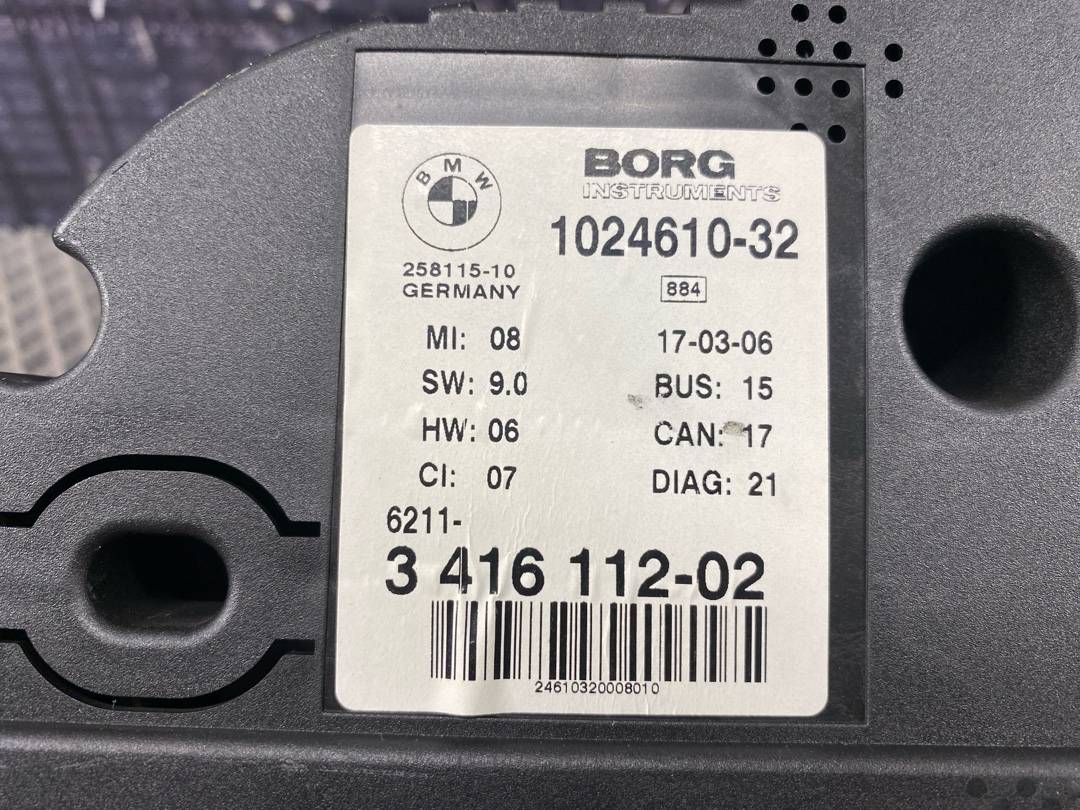 BMW
BORG
INSTRUMENTS
1024610-32
258115-10
GERMANY
884
MI: 08
17-03-06
SW: 9.0
BUS: 15
HW: 06
CAN: 17
CI: 07
DIAG: 21
6211-
3 416 112-02
24610320008010